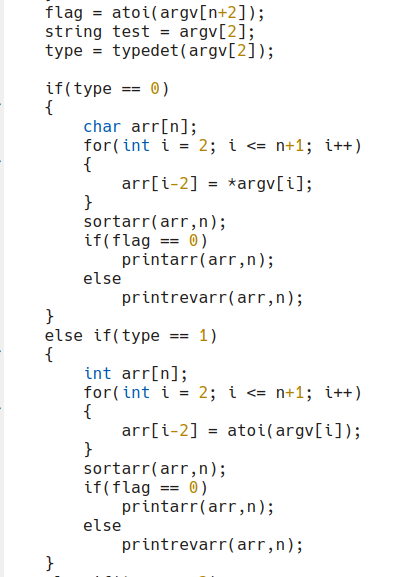 flag = atoi(argv[n+2]);
string test = argv[2];
type = typedet(argv[2]);
if(type == 0)
{
char arr[n];
for(int i = 2; i <= n+1; i++)
{
arr[i-2] = *argv[i];
}
sortarr(arr,n);
if(flag == 0)
printarr(arr,n);
else
printrevarr(arr,n);
}
else if(type == 1)
{
int arr[n];
for(int i = 2; i <= n+1; i++)
{
arr[i-2] = atoi(argv[i]);
}
sortarr(arr,n);
if(flag == 0)
printarr(arr,n);
else
printrevarr(arr,n);
}